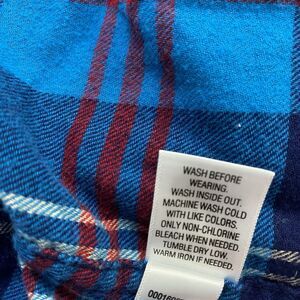 WASH BEFORE
WEARING.
WASH INSIDE OUT.
MACHINE WASH COLD
WITH LIKE COLORS.
ONLY NON-CHLORINE
BLEACH WHEN NEEDED.
TUMBLE DRY LOW.
WARM IRON IF NEEDED.